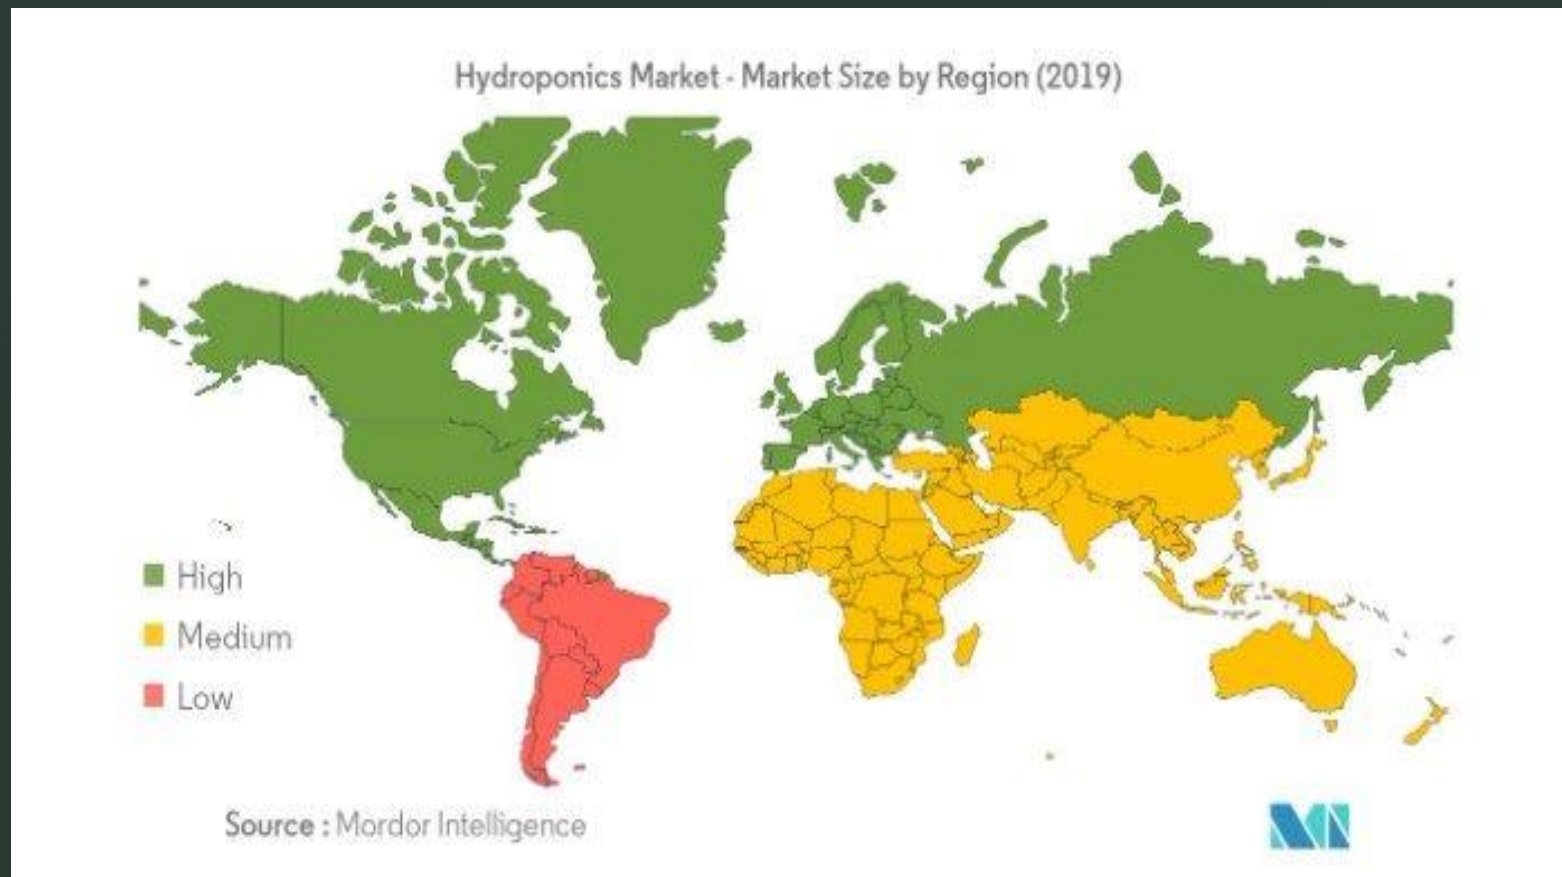 Hydroponics Market - Market Size by Region (2019)
High
Medium
Low
Source : Mordor Intelligence